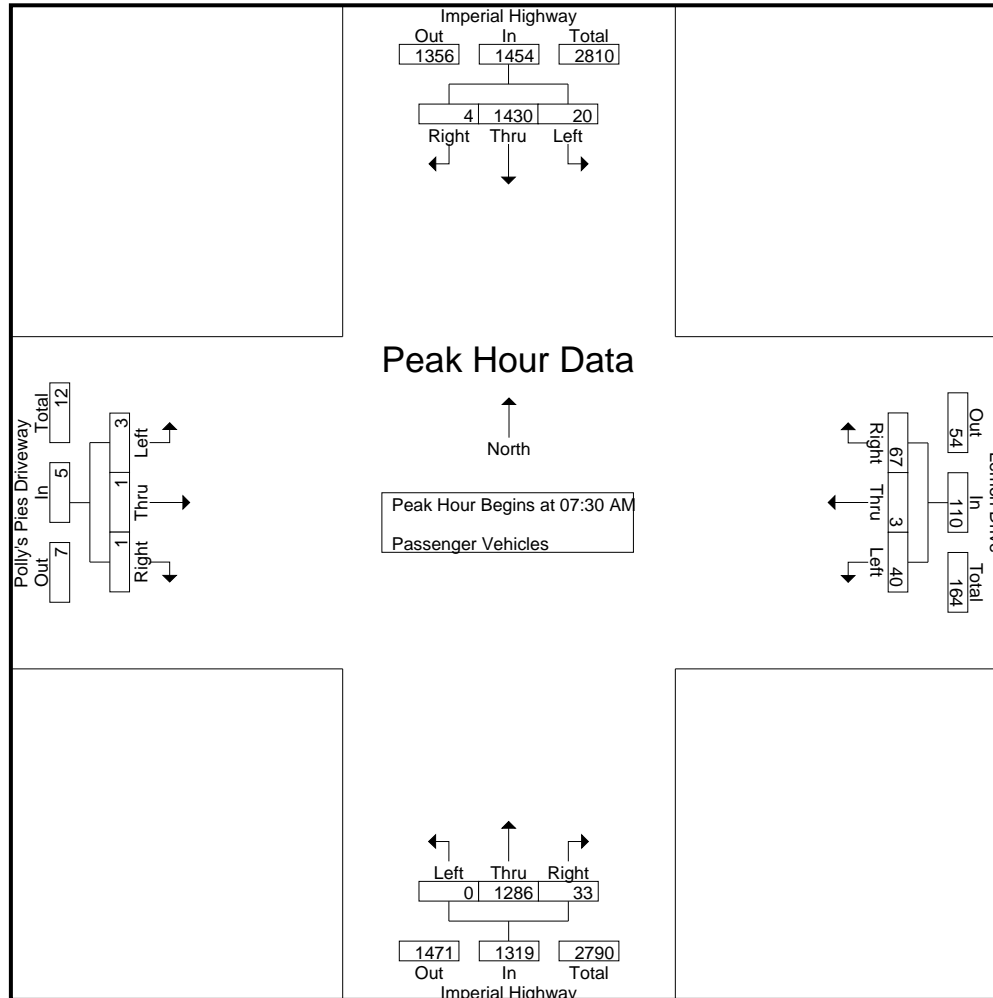 Imperial Highway
Out In Total
1356 1454 2810
4 1430 20
Right Thru Left
Peak Hour Data
North
Peak Hour Begins at 07:30 AM
Passenger Vehicles
Polly's Pies Driveway
Out In Total
7 5 12
3 1 1
Left Thru Right
Out In Total
54 110 164
Right Thru Left
67 3 40
Left Thru Right
0 1286 33
1471 1319 2790
Out In Total
Imperial Highway